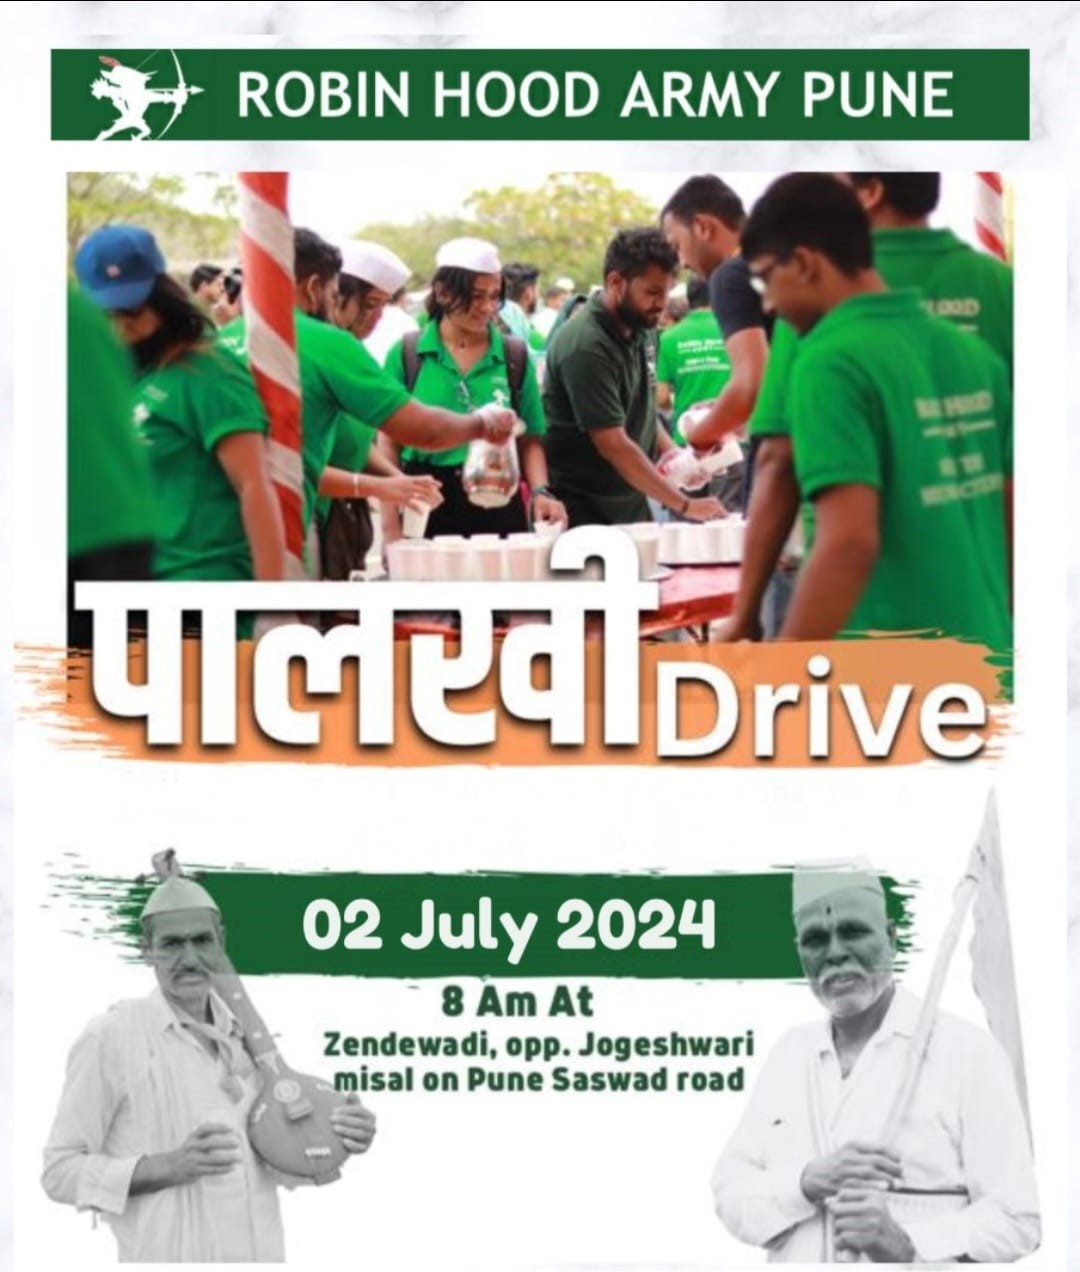 ROBIN HOOD ARMY PUNE
पालखी Drive
02 July 2024
8 Am At
Zendewadi, opp. Jogeshwari
misal on Pune Saswad road